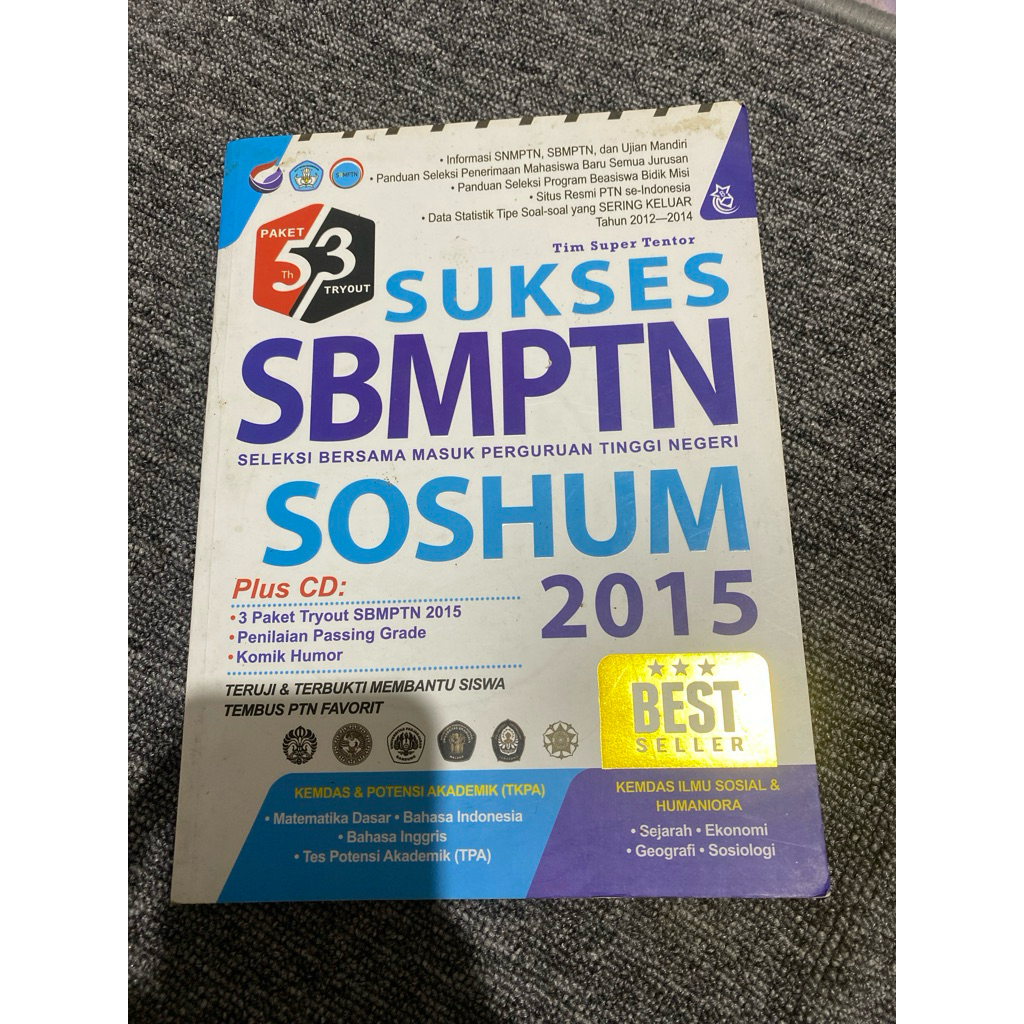 • Informasi SNMPTN, SBMPTN, dan Ujian Mandiri
• Panduan Seleksi Penerimaan Mahasiswa Baru Semua Jurusan
• Panduan Seleksi Program Beasiswa Bidik Misi
• Situs Resmi PTN se-Indonesia
• Data Statistik Tipe Soal-soal yang SERING KELUAR
Tahun 2012—2014
SBMPTN
PAKET
53
Th
TRYOUT
Tim Super Tentor
SUKSES
SBMPTN
SELEKSI BERSAMA MASUK PERGURUAN TINGGI NEGERI
SOSHUM
2015
Plus CD:
• 3 Paket Tryout SBMPTN 2015
• Penilaian Passing Grade
• Komik Humor
TERUJI & TERBUKTI MEMBANTU SISWA
TEMBUS PTN FAVORIT
BEST
SELLER
KEMDAS & POTENSI AKADEMIK (TKPA)
• Matematika Dasar • Bahasa Indonesia
• Bahasa Inggris
• Tes Potensi Akademik (TPA)
KEMDAS ILMU SOSIAL &
HUMANIORA
• Sejarah • Ekonomi
• Geografi • Sosiologi